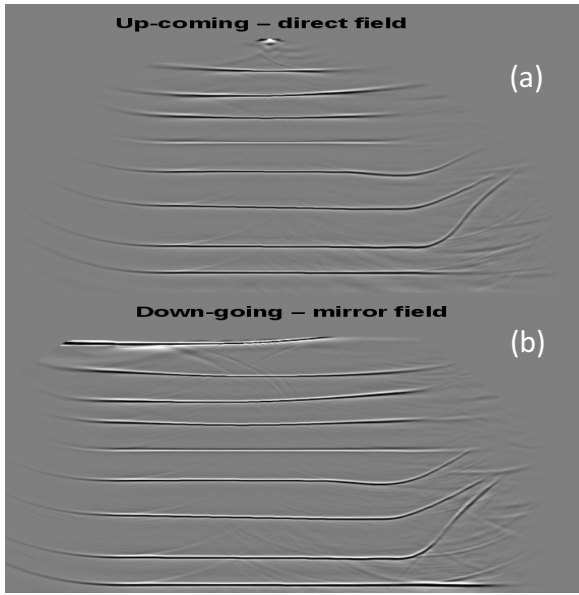 Up-coming – direct field
(a)
Down-going – mirror field
(b)